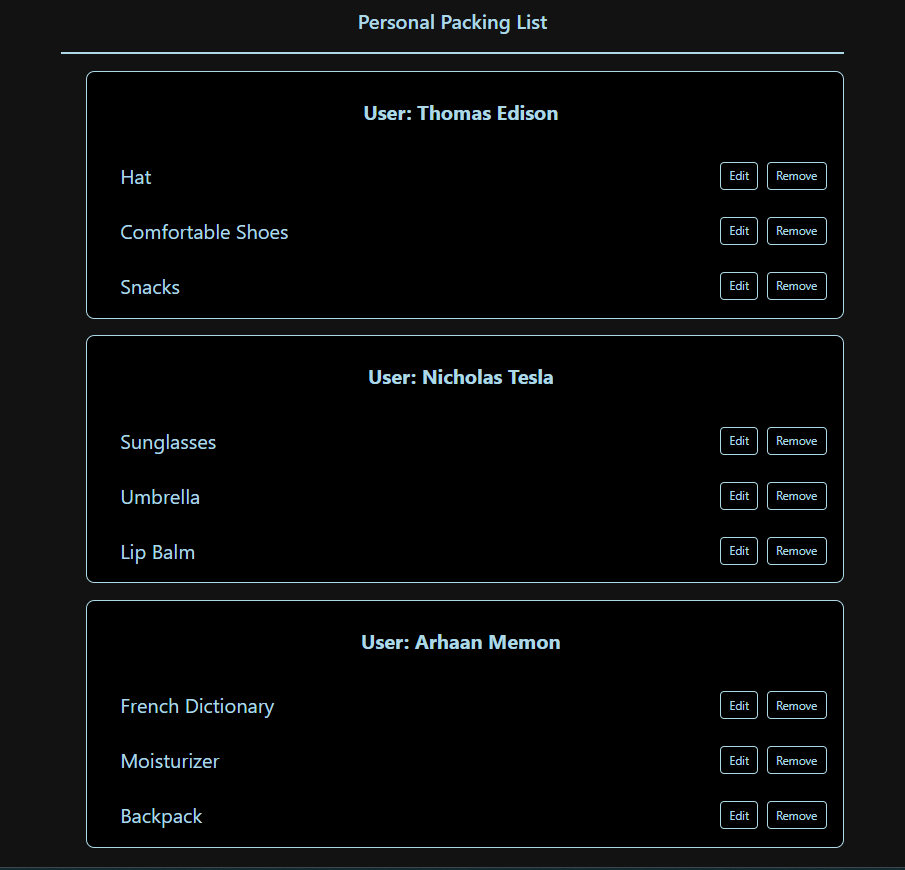 Personal Packing List
User: Thomas Edison
Hat Edit Remove
Comfortable Shoes Edit Remove
Snacks Edit Remove
User: Nicholas Tesla
Sunglasses Edit Remove
Umbrella Edit Remove
Lip Balm Edit Remove
User: Arhaan Memon
French Dictionary Edit Remove
Moisturizer Edit Remove
Backpack Edit Remove